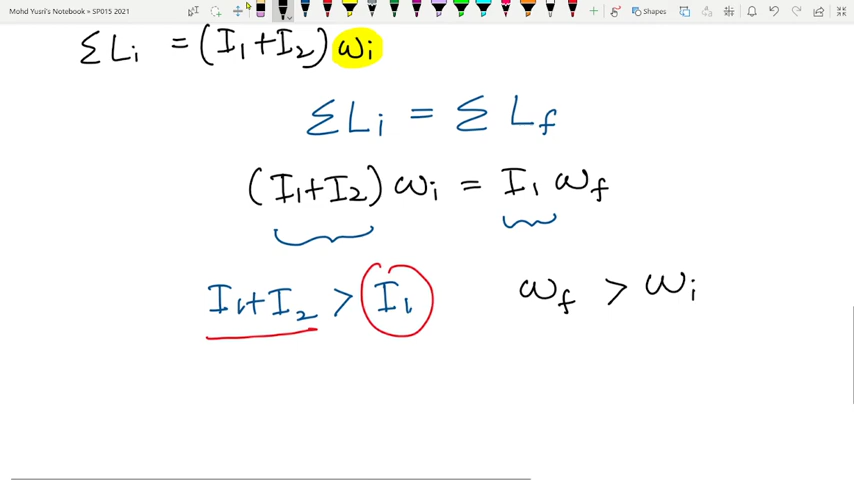 Mohd Yusri's Notebook » SP015 2021
Shapes
ΣLi = (I1+I2) ωi
ΣLi = Σ Lf
(I1+I2) ωi = I1 ωf
I1+I2 > I1
ωf > ωi